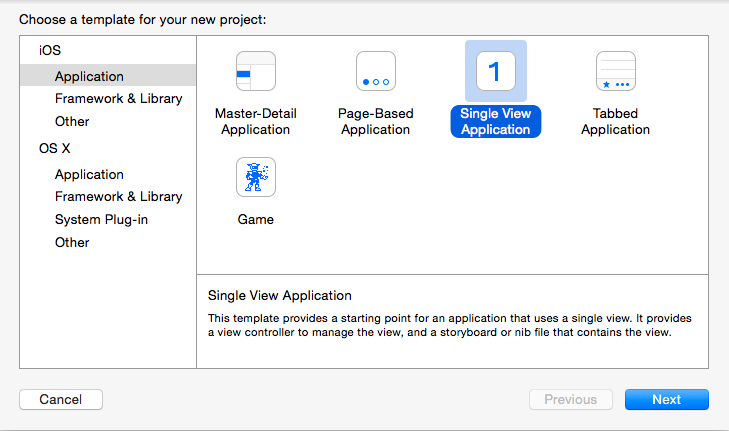 Choose a template for your new project:
iOS
Application
Framework & Library
Other
OS X
Application
Framework & Library
System Plug-in
Other
Master-Detail
Application
Page-Based
Application
1
Single View
Application
Tabbed
Application
Game
Single View Application
This template provides a starting point for an application that uses a single view. It provides
a view controller to manage the view, and a storyboard or nib file that contains the view.
Cancel
Previous
Next